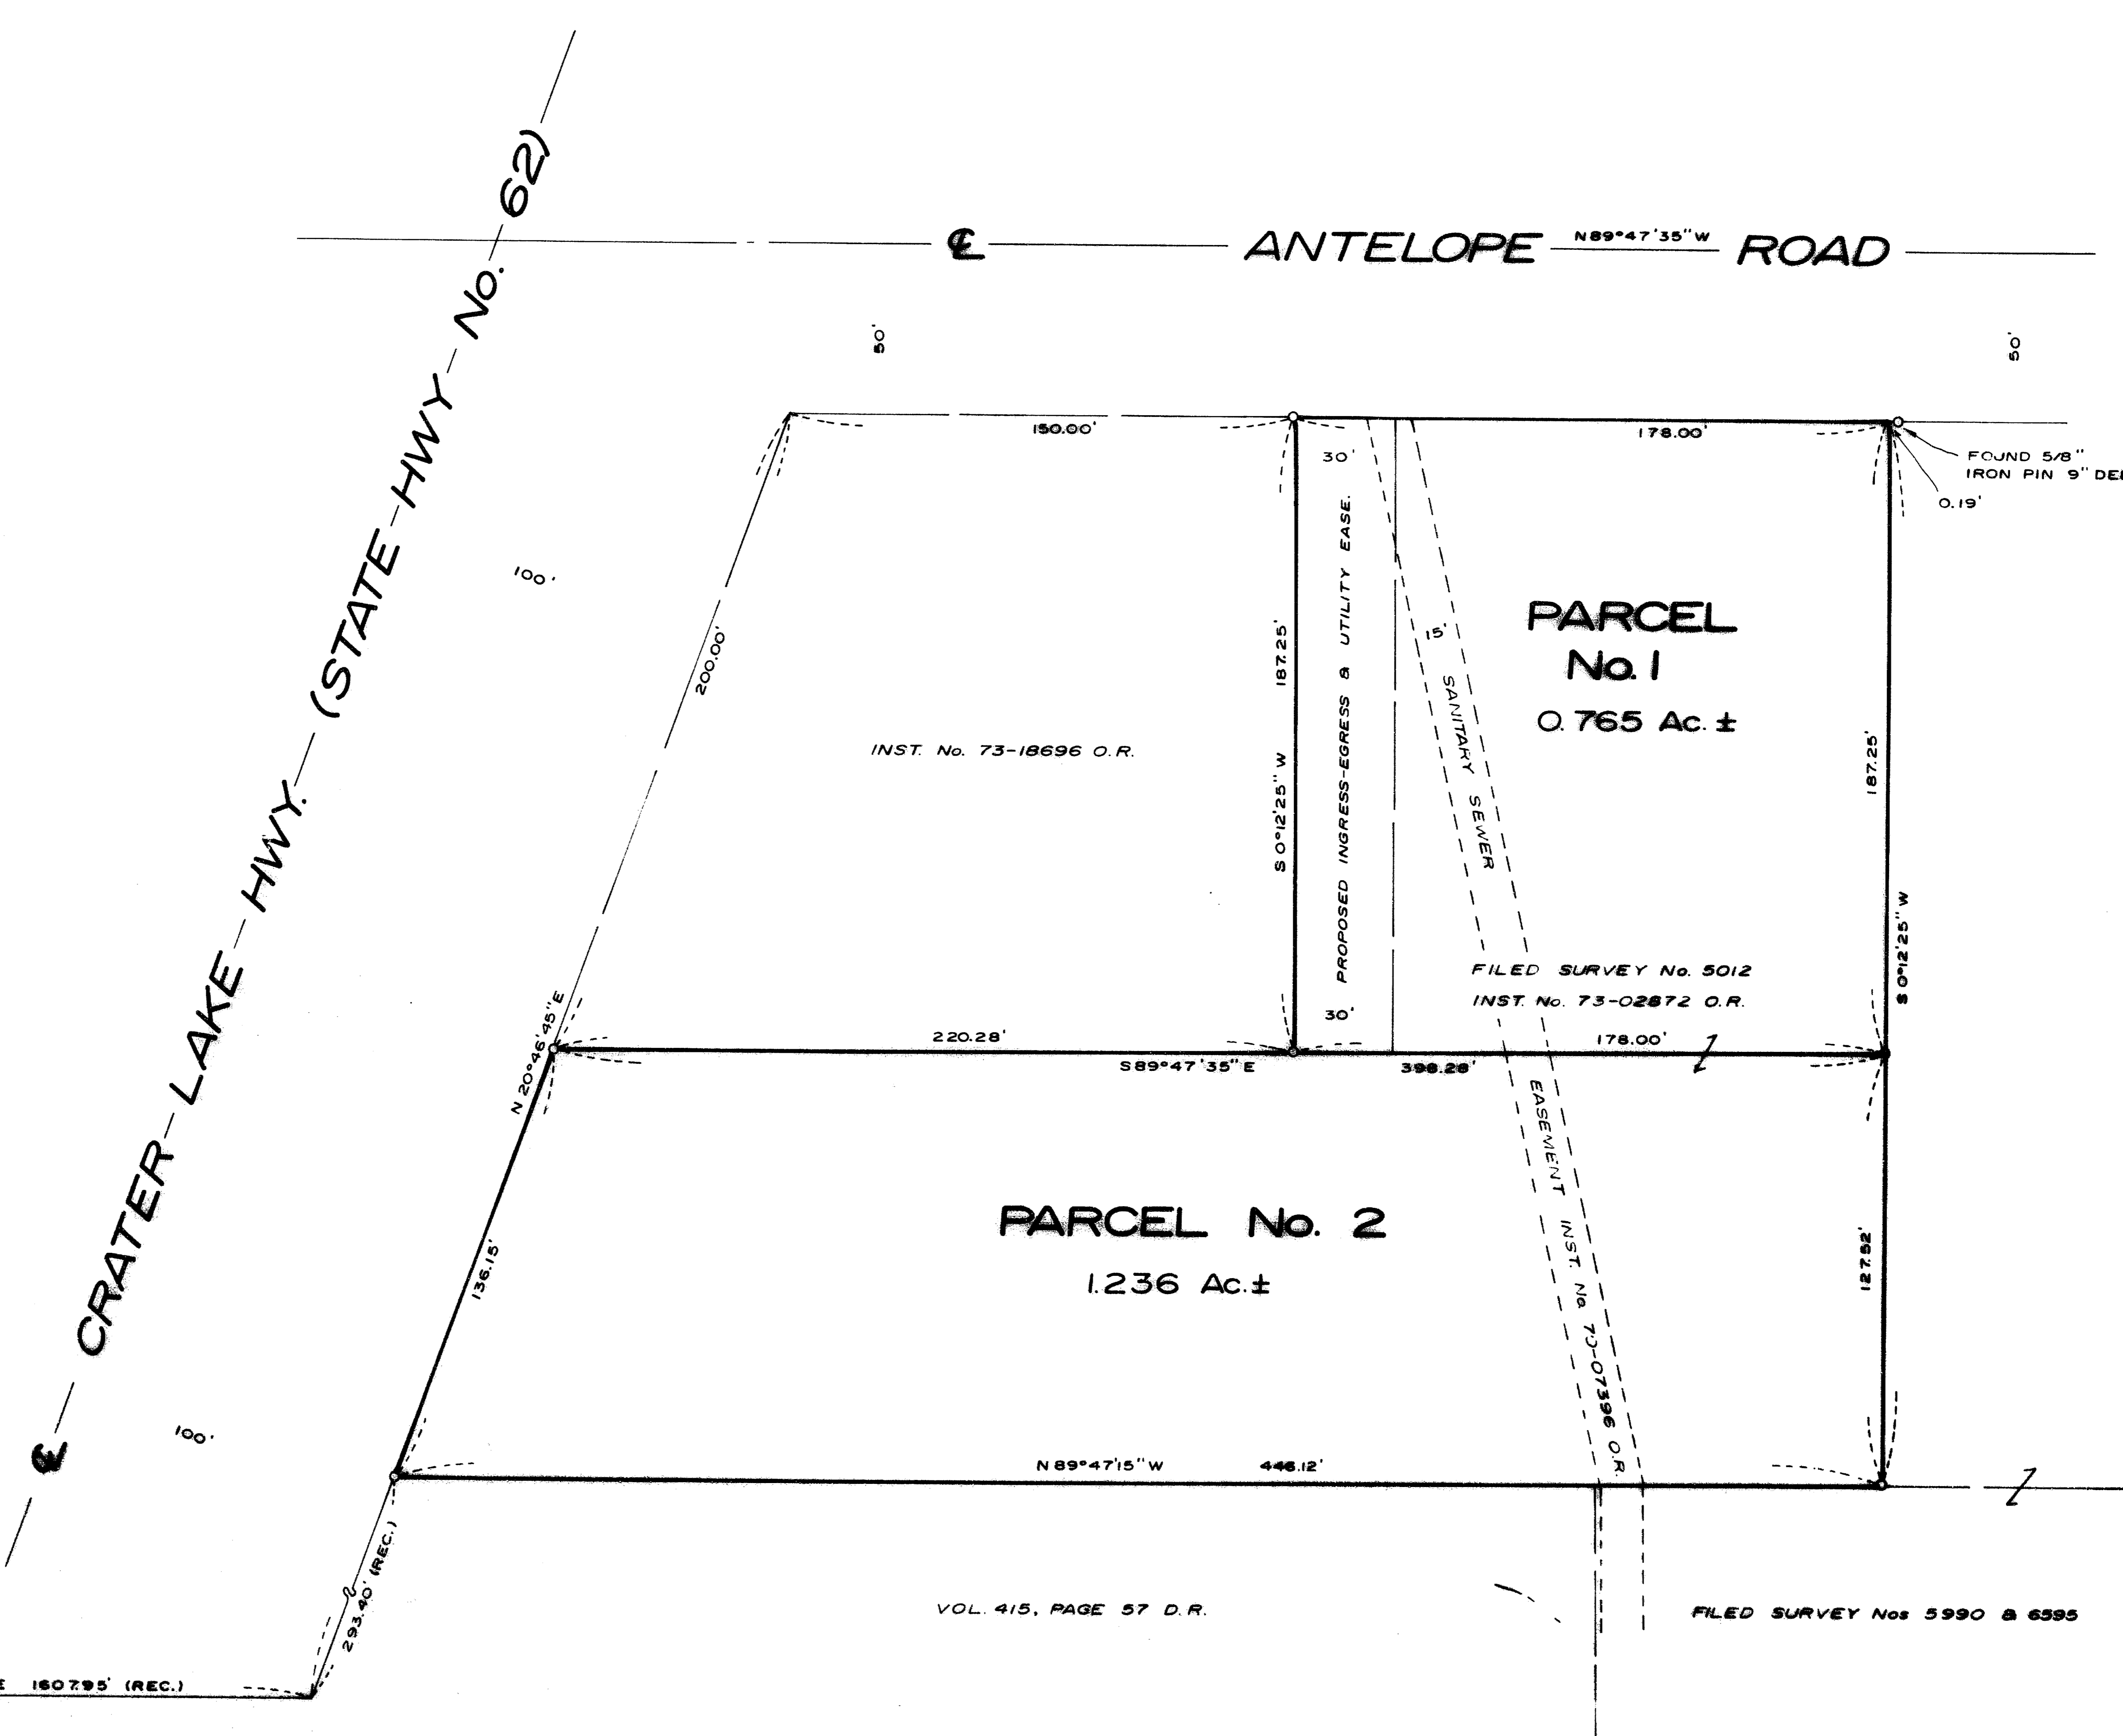 CRATER LAKE HWY. (STATE HWY No. 62)
℄
℄ ANTELOPE N89°47'35"W ROAD
50'
50'
100'
150.00'
178.00'
FOUND 5/8"
IRON PIN 9"
0.19'
30'
200.00'
187.25'
S 0°12'25" W
PROPOSED INGRESS-EGRESS & UTILITY EASE.
15' SANITARY SEWER
PARCEL
No. 1
0.765 Ac. ±
187.25'
S 0°12'25" W
INST. No. 73-18696 O.R.
FILED SURVEY No. 5012
INST. No. 73-02872 O.R.
30'
N 20°46'45" E
220.28'
178.00'
S89°47'35" E
398.28'
EASEMENT INST. No. 70-07396 O.R.
PARCEL No. 2
1.236 Ac. ±
136.15'
127.52'
100'
N 89°47'15" W 446.12'
293.40' (REC.)
VOL. 415, PAGE 57 D.R.
FILED SURVEY Nos 5990 & 6595
E 1607.95' (REC.)